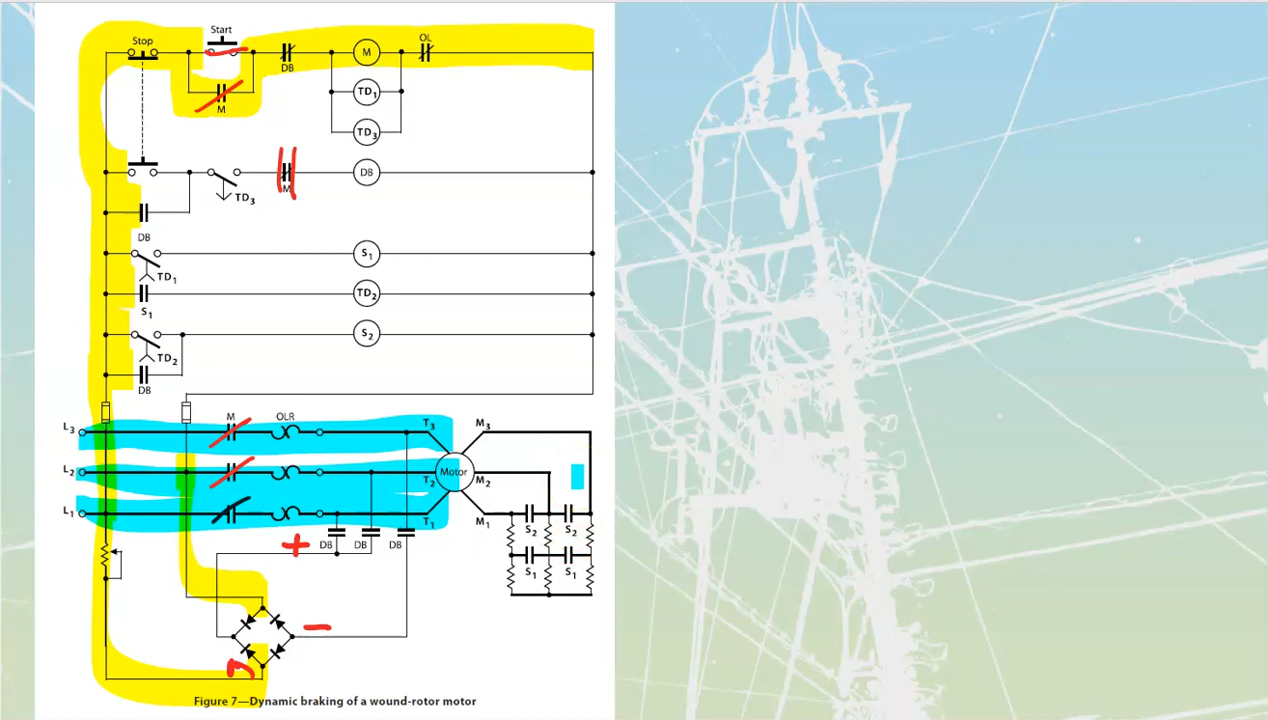 Start
Stop
OL
M
DB
M
TD1
TD3
DB
TD3
M
DB
S1
TD1
TD2
S1
S2
TD2
DB
M
OLR
L3
T3
M3
L2
T2
Motor
M2
L1
T1
M1
S2
S2
+
DB
DB
DB
S1
S1
−
Figure 7—Dynamic braking of a wound-rotor motor